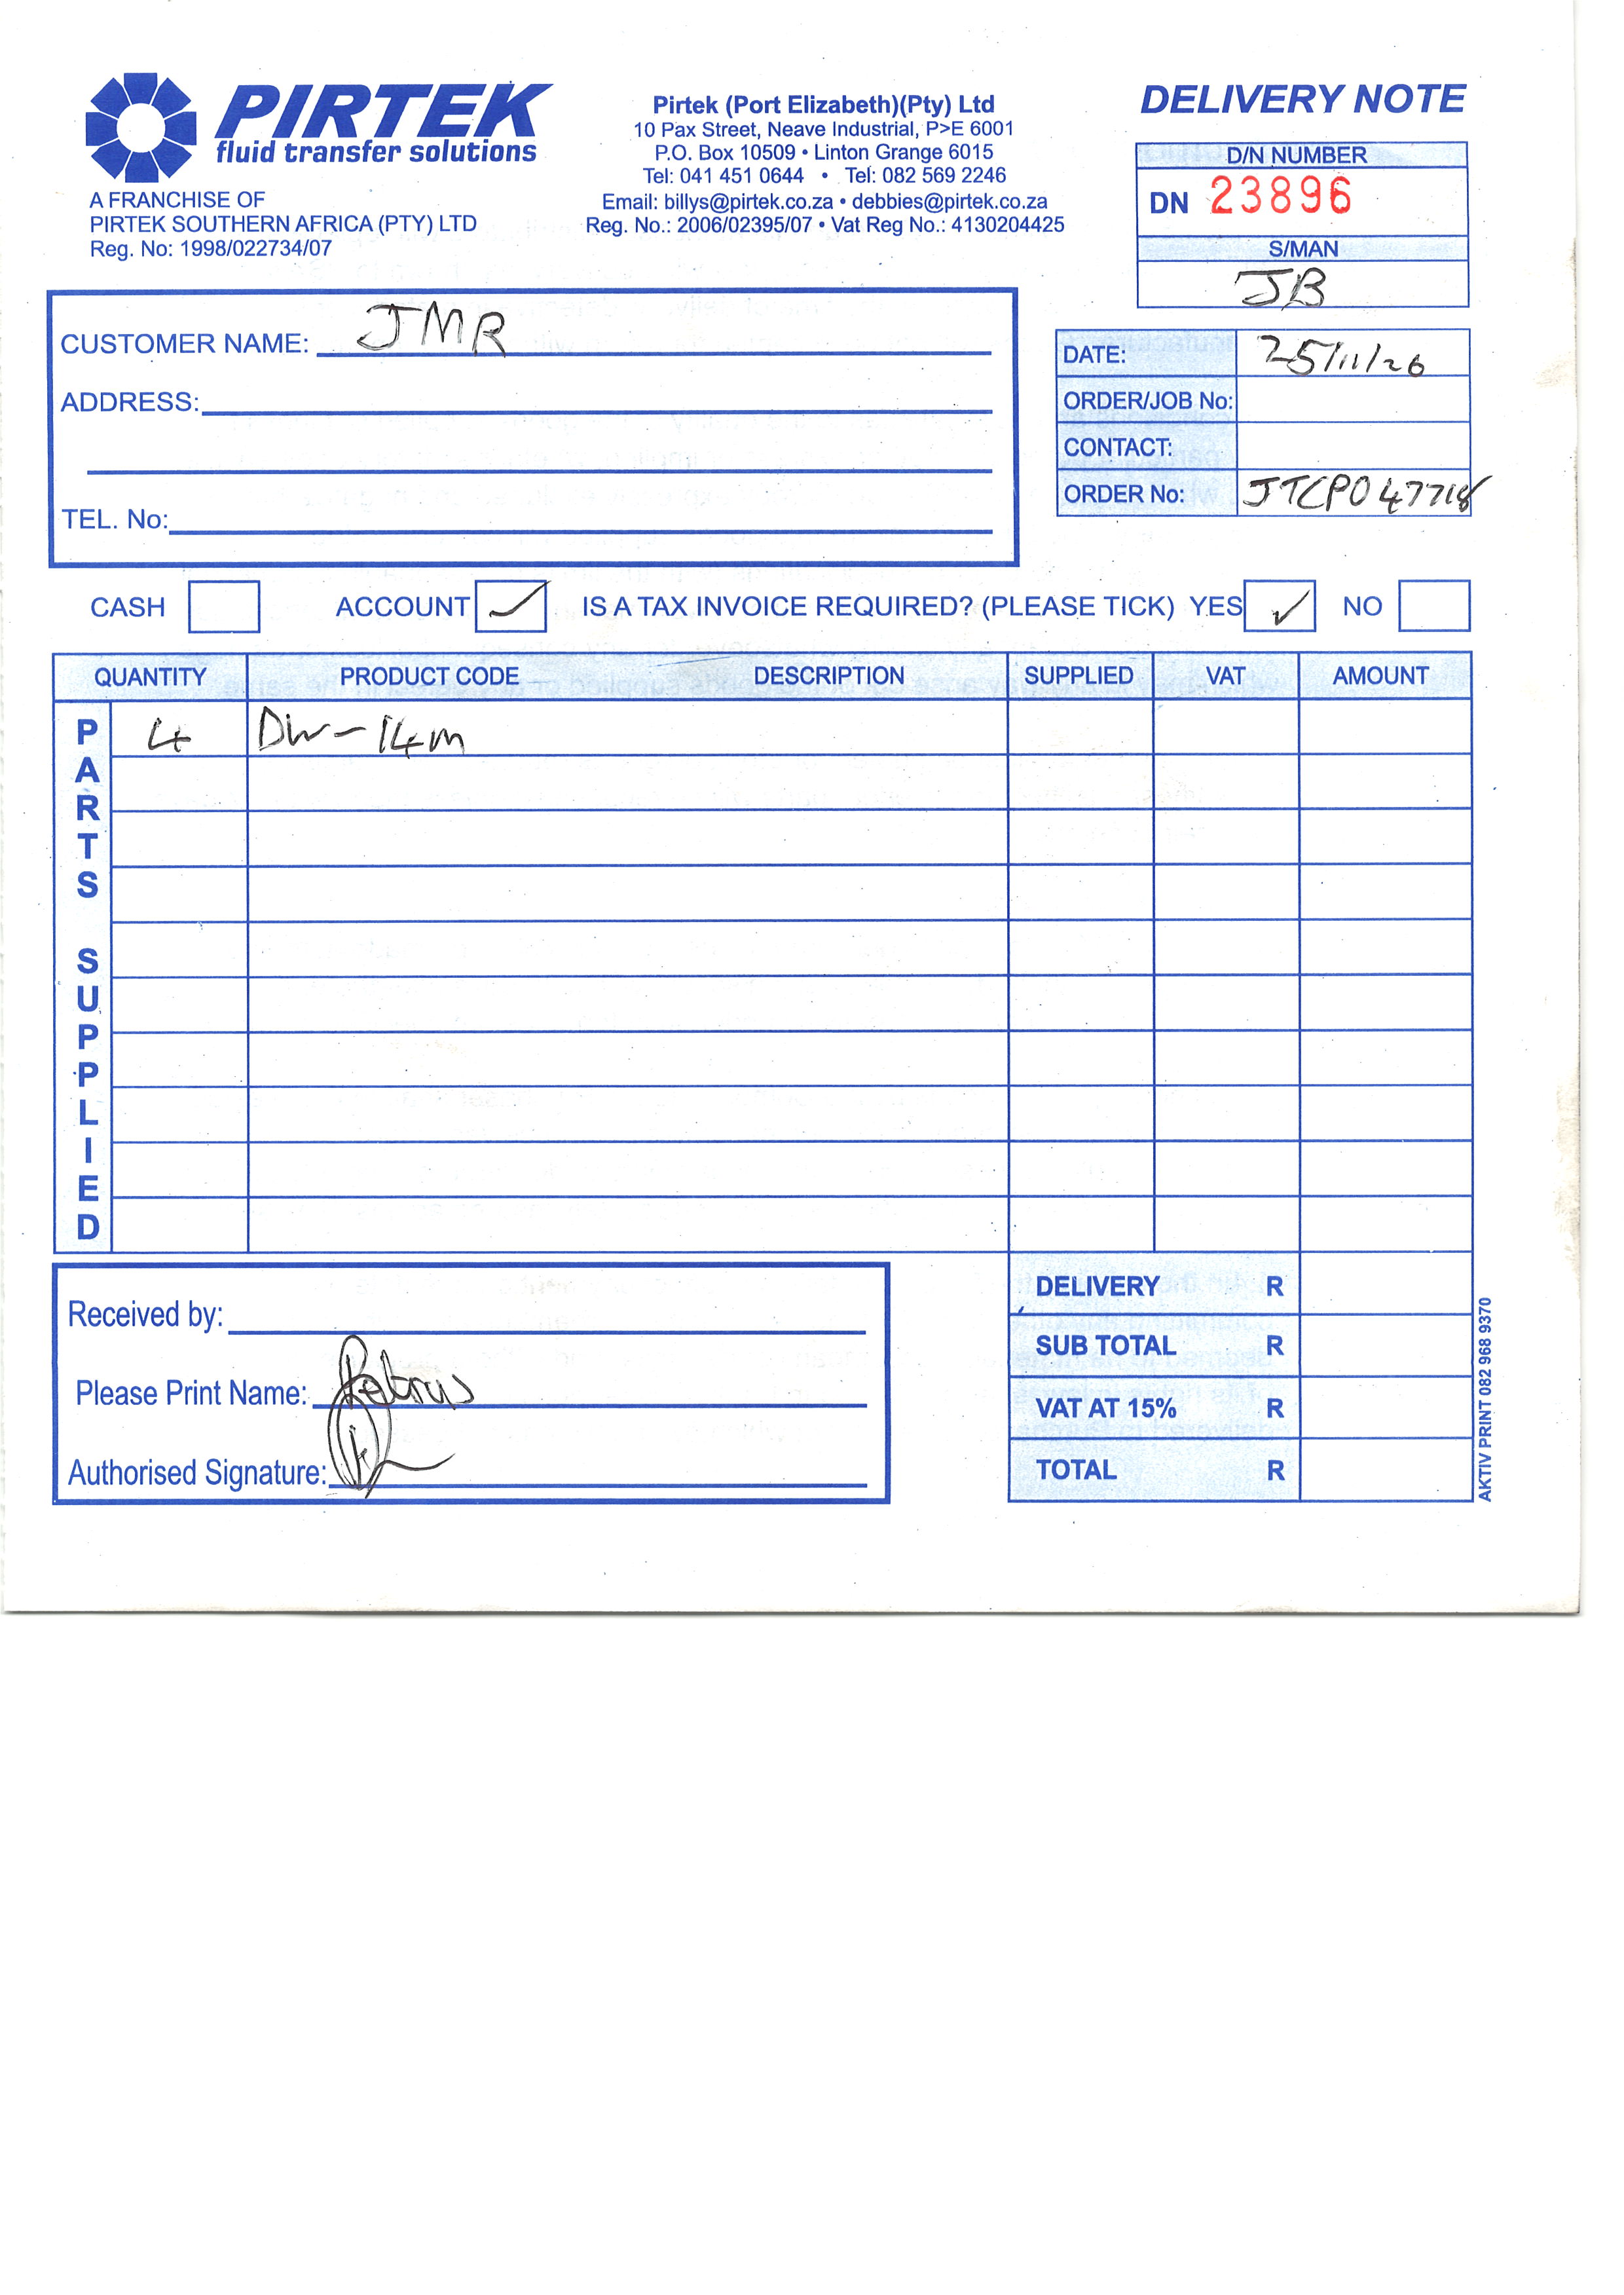 PIRTEK
fluid transfer solutions
A FRANCHISE OF
PIRTEK SOUTHERN AFRICA (PTY) LTD
Reg. No: 1998/022734/07
Pirtek (Port Elizabeth)(Pty) Ltd
10 Pax Street, Neave Industrial, P>E 6001
P.O. Box 10509 • Linton Grange 6015
Tel: 041 451 0644 • Tel: 082 569 2246
Email: billys@pirtek.co.za • debbies@pirtek.co.za
Reg. No.: 2006/02395/07 • Vat Reg No.: 4130204425
DELIVERY NOTE
D/N NUMBER
DN 23896
S/MAN
JB
CUSTOMER NAME: JMR
ADDRESS:
TEL. No:
DATE: 25/11/20
ORDER/JOB No:
CONTACT:
ORDER No: JTCPO47718
CASH ACCOUNT ✓ IS A TAX INVOICE REQUIRED? (PLEASE TICK) YES ✓ NO
QUANTITY PRODUCT CODE DESCRIPTION SUPPLIED VAT AMOUNT
PARTS SUPPLIED
4 DW-14M
Received by:
Please Print Name: Petrus
Authorised Signature:
DELIVERY R
SUB TOTAL R
VAT AT 15% R
TOTAL R
AKTIV PRINT 082 968 9370